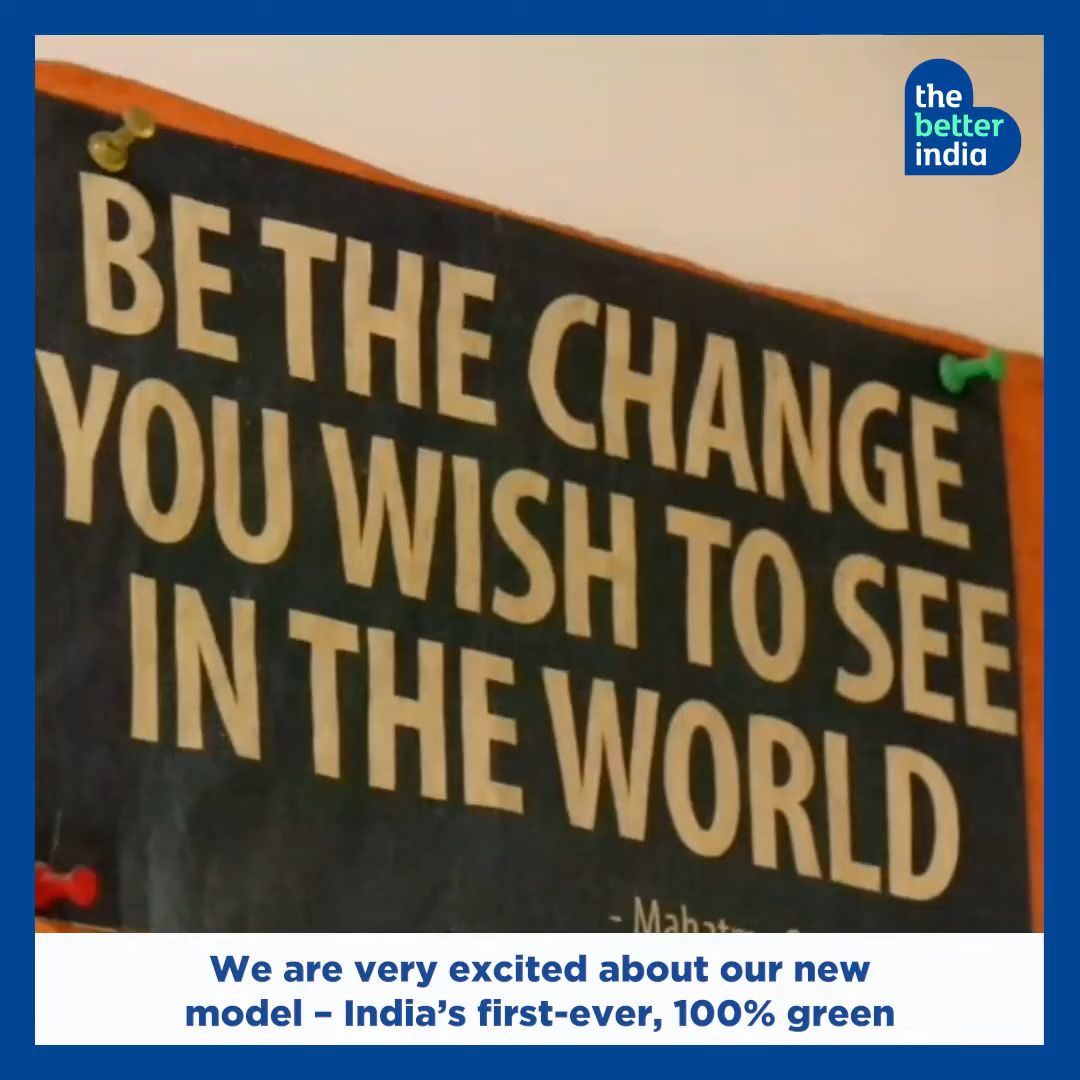 the
better
india
BE THE CHANGE
YOU WISH TO SEE
IN THE WORLD
We are very excited about our new
model – India’s first-ever, 100% green